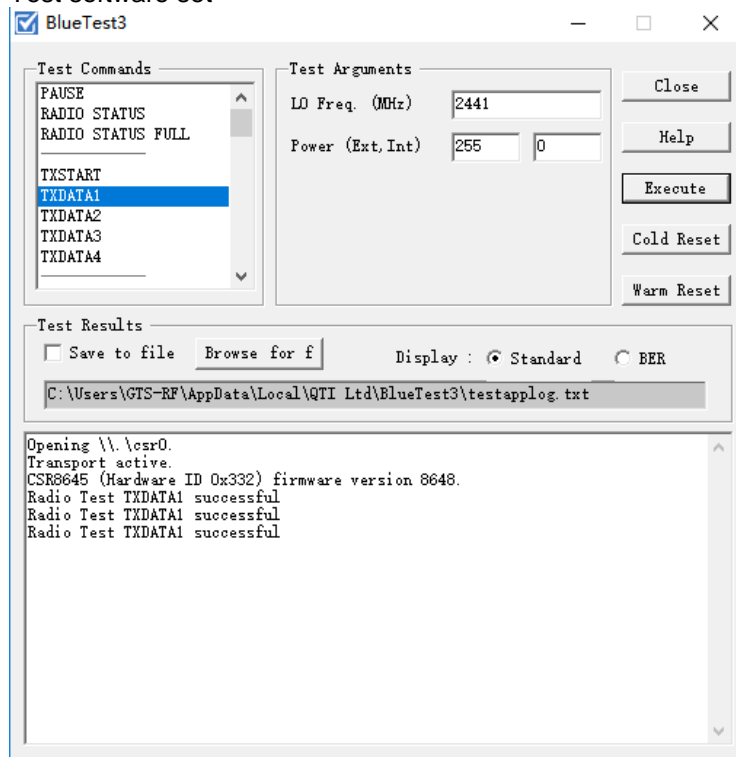 Test software set
BlueTest3
Test Commands
PAUSE
RADIO STATUS
RADIO STATUS FULL
TXSTART
TXDATA1
TXDATA2
TXDATA3
TXDATA4
Test Arguments
LO Freq. (MHz) 2441
Power (Ext, Int) 255 0
Close
Help
Execute
Cold Reset
Warm Reset
Test Results
Save to file Browse for f Display : Standard BER
C:\Users\GTS-RF\AppData\Local\QTI Ltd\BlueTest3\testapplog.txt
Opening \\.\csr0.
Transport active.
CSR8645 (Hardware ID 0x332) firmware version 8648.
Radio Test TXDATA1 successful
Radio Test TXDATA1 successful
Radio Test TXDATA1 successful